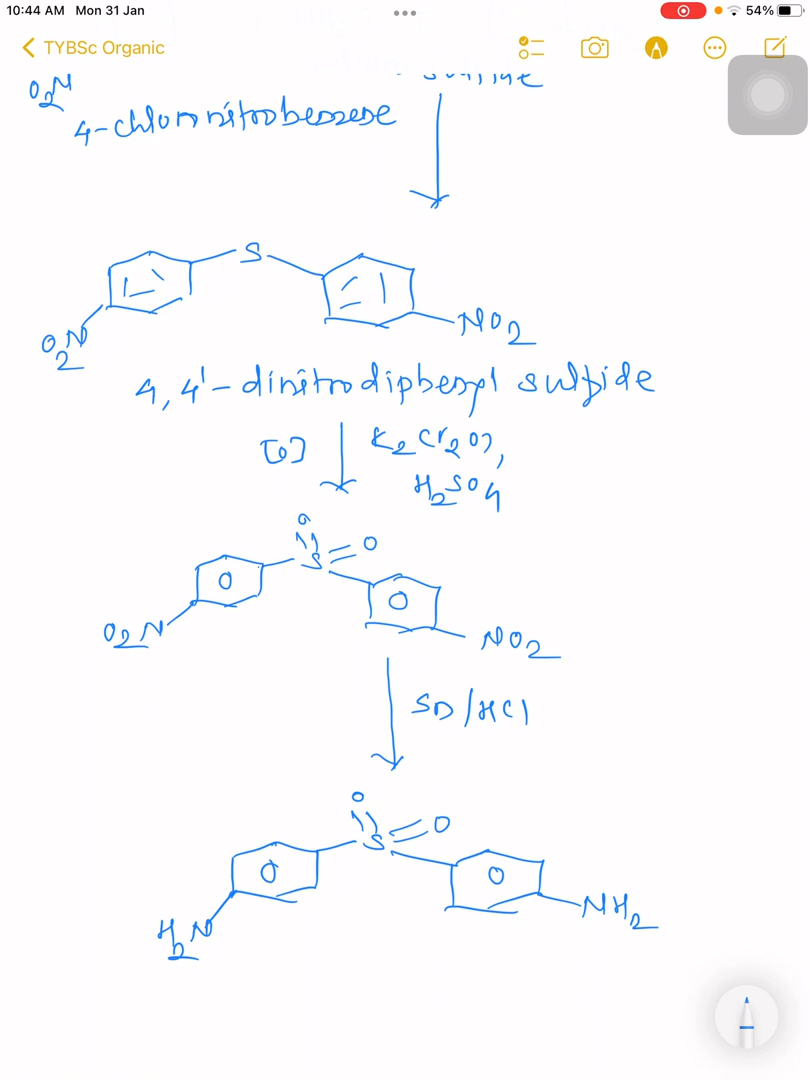 10:44 AM Mon 31 Jan
54%
TYBSc Organic
O2N
4-chloronitrobenzene
S
O2N
NO2
4,4'-dinitrodiphenyl sulfide
[O] K2Cr2O7,
H2SO4
O
S=O
O2N
NO2
Sn/HCl
O
S=O
H2N
NH2